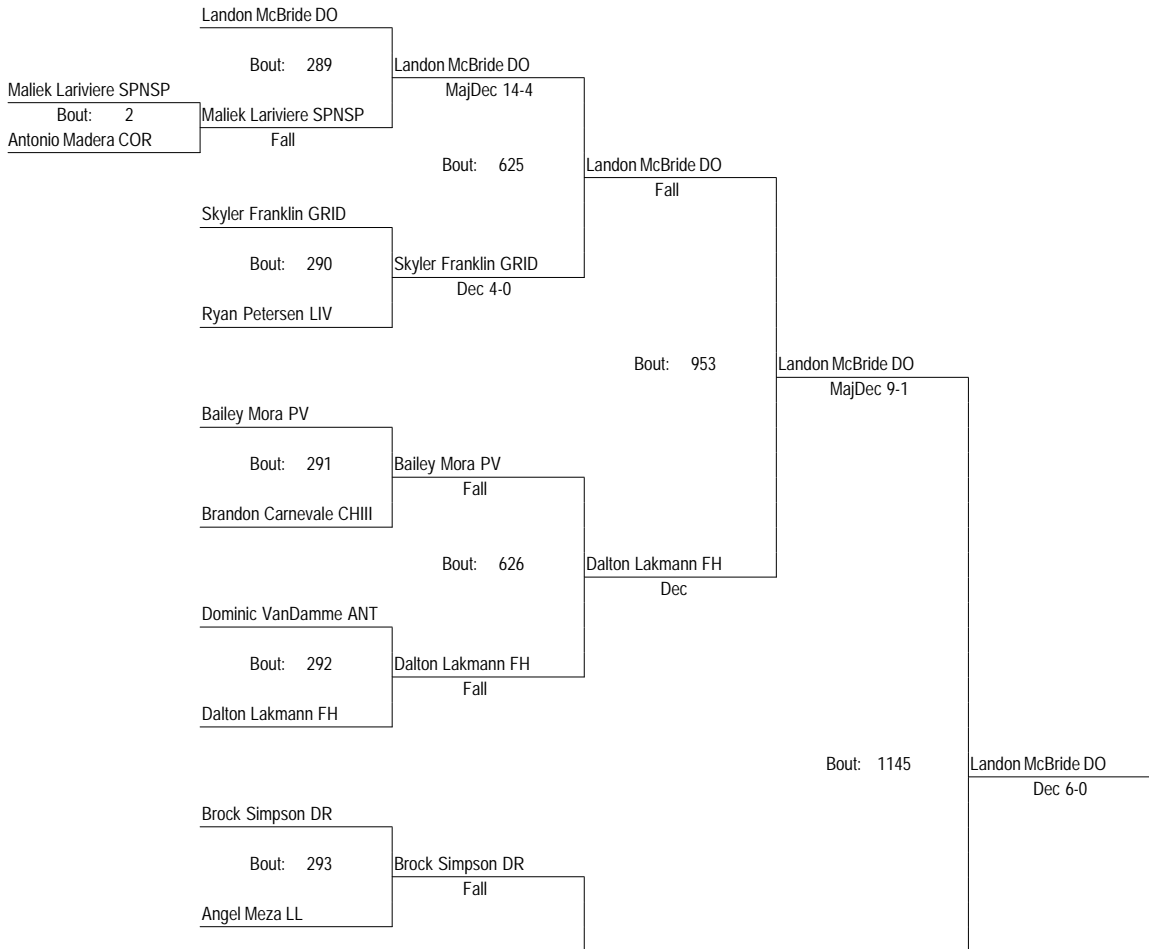 Landon McBride DO
Bout: 289
Landon McBride DO
MajDec 14-4
Maliek Lariviere SPNSP
Bout: 2
Maliek Lariviere SPNSP
Antonio Madera COR
Fall
Bout: 625
Landon McBride DO
Fall
Skyler Franklin GRID
Bout: 290
Skyler Franklin GRID
Dec 4-0
Ryan Petersen LIV
Bout: 953
Landon McBride DO
MajDec 9-1
Bailey Mora PV
Bout: 291
Bailey Mora PV
Fall
Brandon Carnevale CHIII
Bout: 626
Dalton Lakmann FH
Dec
Dominic VanDamme ANT
Bout: 292
Dalton Lakmann FH
Fall
Dalton Lakmann FH
Bout: 1145
Landon McBride DO
Dec 6-0
Brock Simpson DR
Bout: 293
Brock Simpson DR
Fall
Angel Meza LL